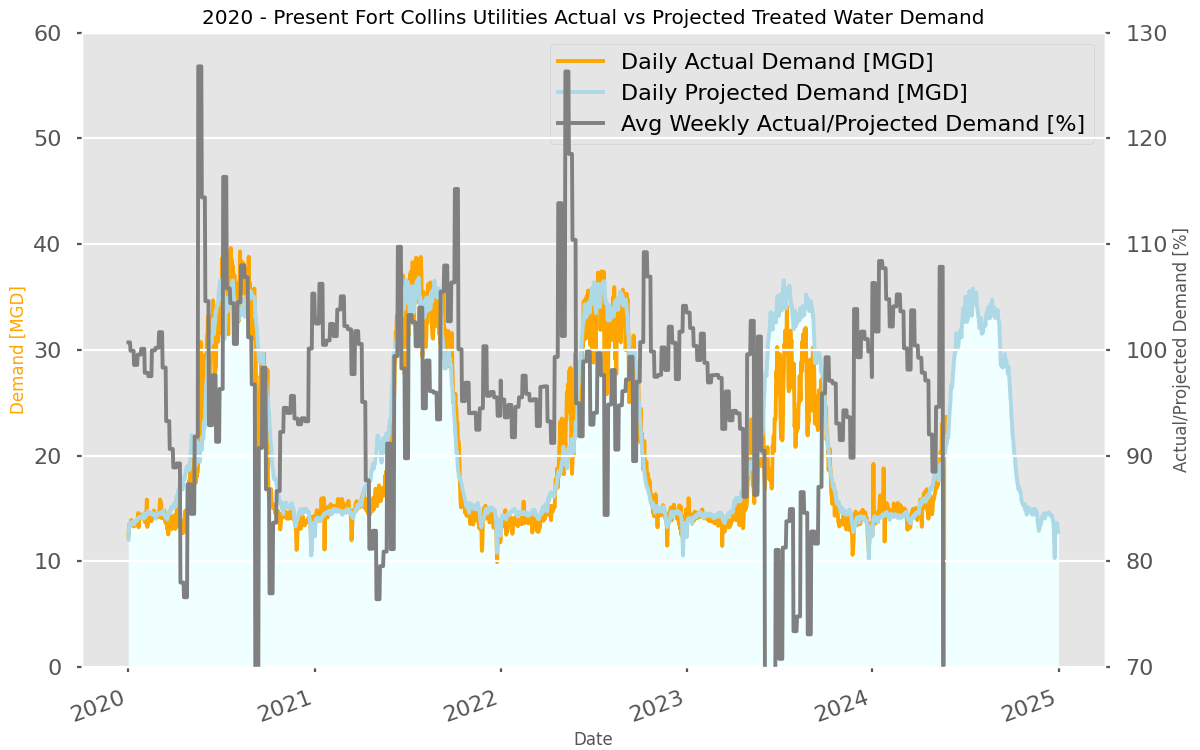 2020 - Present Fort Collins Utilities Actual vs Projected Treated Water Demand
Daily Actual Demand [MGD]
Daily Projected Demand [MGD]
Avg Weekly Actual/Projected Demand [%]
Demand [MGD]
60
50
40
30
20
10
0
Actual/Projected Demand [%]
130
120
110
100
90
80
70
2020
2021
2022
2023
2024
2025
Date